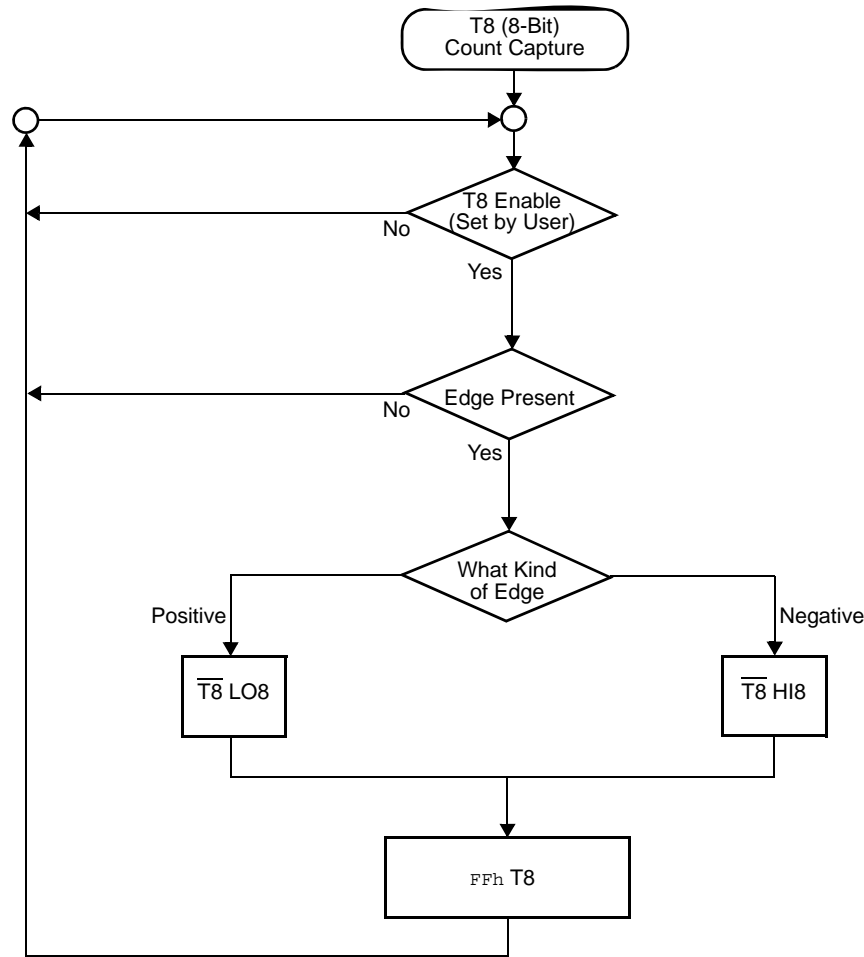 T8 (8-Bit)
Count Capture
T8 Enable
(Set by User)
No
Yes
Edge Present
No
Yes
What Kind
of Edge
Positive
Negative
T8 LO8
T8 HI8
FFh T8